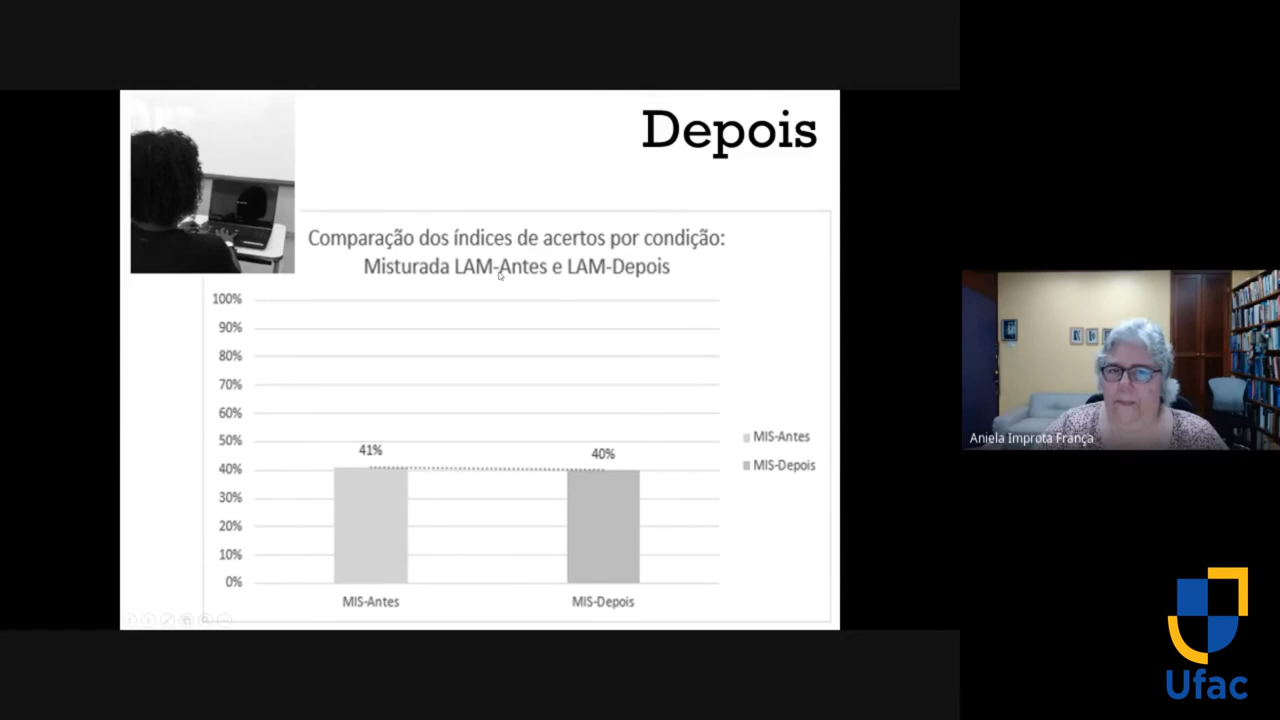 Depois
Comparação dos índices de acertos por condição:
Misturada LAM-Antes e LAM-Depois
100%
90%
80%
70%
60%
50%
40%
30%
20%
10%
0%
41%
40%
MIS-Antes
MIS-Depois
MIS-Antes
MIS-Depois
Aniela Improta França
Ufac